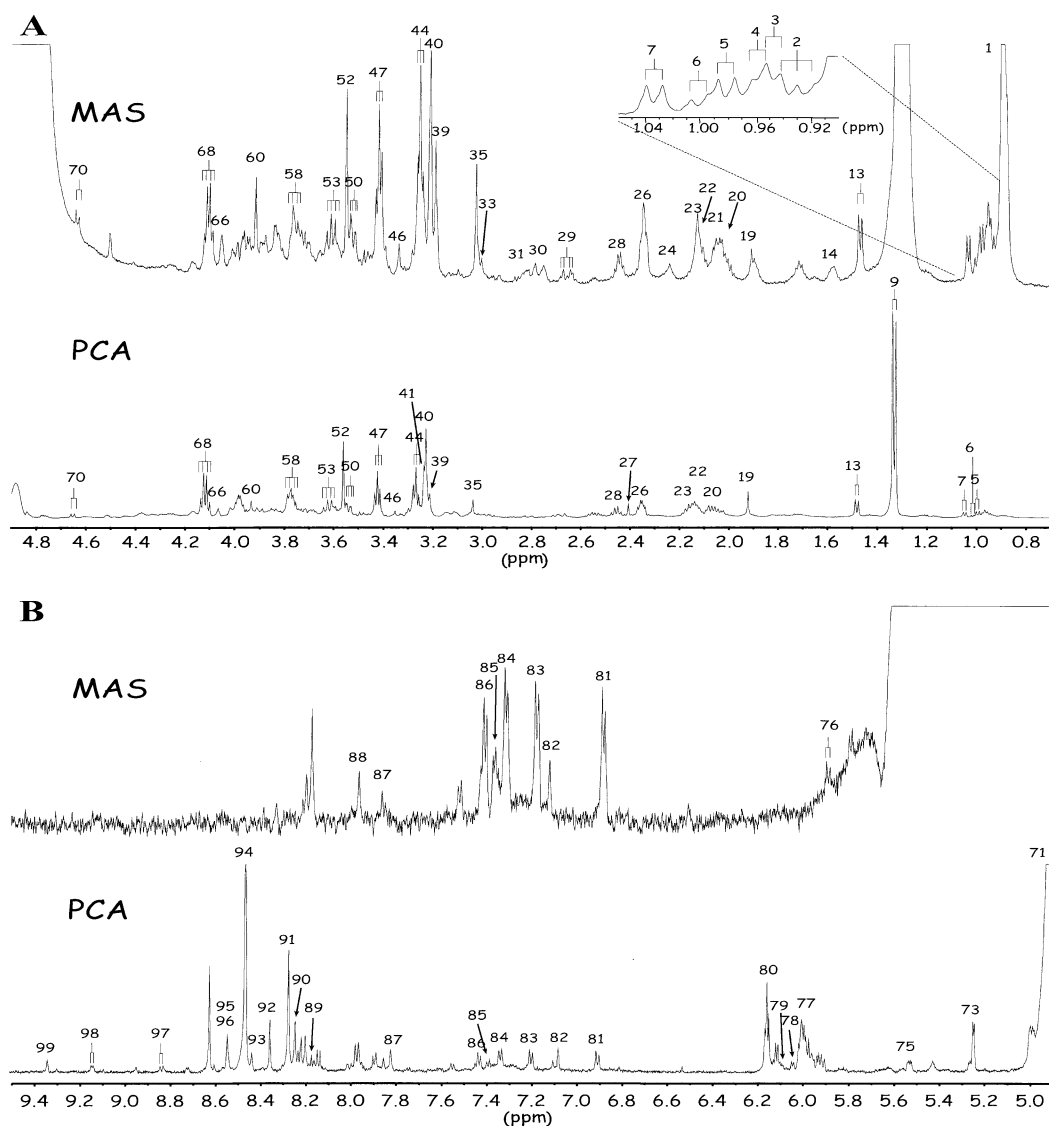 A
MAS
70 68 66 60 58 53 52 50 47 46 44 40 39 35 33 31 30 29 28 26 24 23 22 21 20 19 14 13 1
7 6 5 4 3 2
1.04 1.00 0.96 0.92 (ppm)
PCA
70 68 66 60 58 53 52 50 47 46 44 41 40 39 35 28 27 26 23 22 20 19 13 9 7 6 5
4.8 4.6 4.4 4.2 4.0 3.8 3.6 3.4 3.2 3.0 2.8 2.6 2.4 2.2 2.0 1.8 1.6 1.4 1.2 1.0 0.8
(ppm)
B
MAS
88 87 86 85 84 83 82 81 76
PCA
99 98 97 95 96 94 93 92 91 90 89 87 86 85 84 83 82 81 80 79 78 77 75 73 71
9.4 9.2 9.0 8.8 8.6 8.4 8.2 8.0 7.8 7.6 7.4 7.2 7.0 6.8 6.6 6.4 6.2 6.0 5.8 5.6 5.4 5.2 5.0
(ppm)